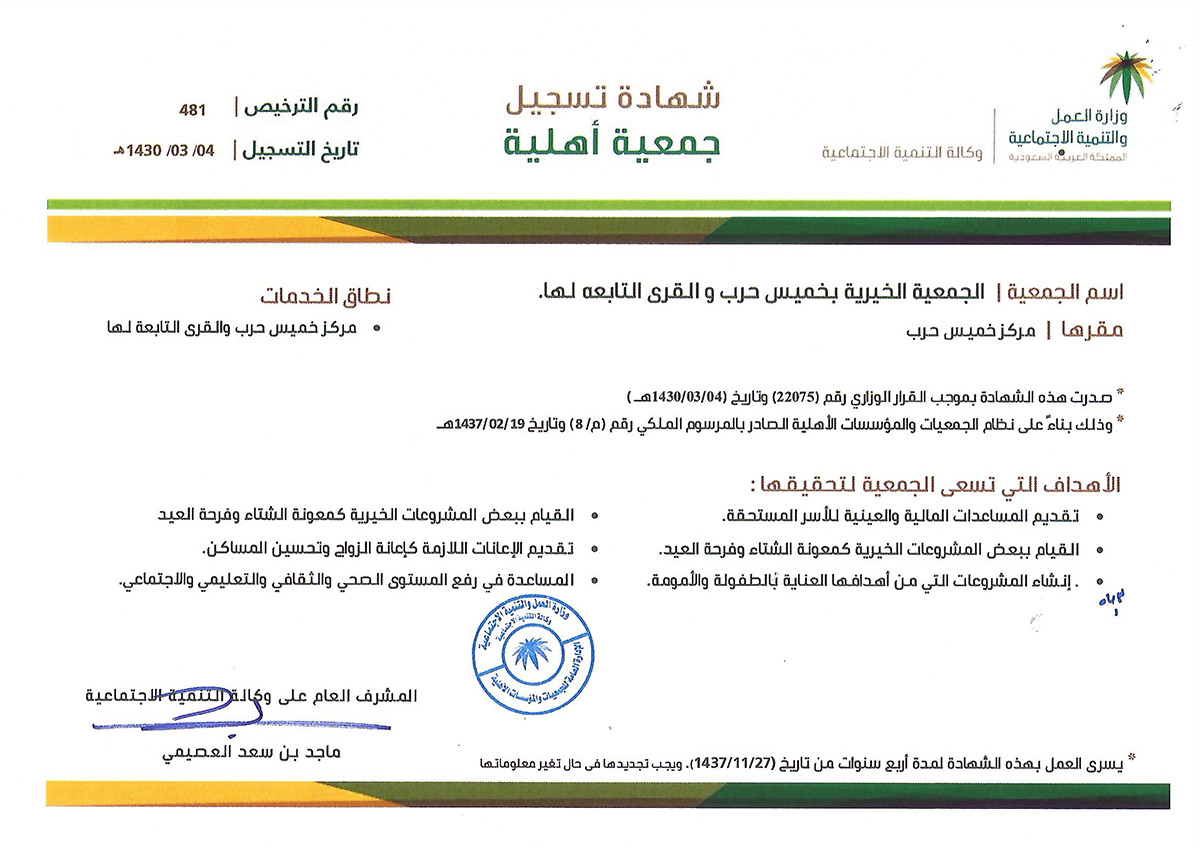 وزارة العمل
والتنمية الاجتماعية
المملكة العربية السعودية
وكالة التنمية الاجتماعية
شهادة تسجيل
جمعية أهلية
رقم الترخيص | 481
تاريخ التسجيل | 04/ 03/ 1430هـ
اسم الجمعية | الجمعية الخيرية بخميس حرب و القرى التابعه لها.
مقرها | مركز خميس حرب
نطاق الخدمات
• مركز خميس حرب والقرى التابعة لها
* صدرت هذه الشهادة بموجب القرار الوزاري رقم (22075) وتاريخ (1430/03/04هـ )
* وذلك بناءً على نظام الجمعيات والمؤسسات الأهلية الصادر بالمرسوم الملكي رقم (م/ 8) وتاريخ 1437/02/19هـ
الأهداف التي تسعى الجمعية لتحقيقها :
• تقديم المساعدات المالية والعينية للأسر المستحقة.
• القيام ببعض المشروعات الخيرية كمعونة الشتاء وفرحة العيد.
• . إنشاء المشروعات التي من أهدافها العناية بالطفولة والأمومة.
• القيام ببعض المشروعات الخيرية كمعونة الشتاء وفرحة العيد
• تقديم الإعانات اللازمة كإعانة الزواج وتحسين المساكن.
• المساعدة في رفع المستوى الصحي والثقافي والتعليمي والاجتماعي.
وزارة العمل والتنمية الاجتماعية
وكالة التنمية الاجتماعية
الإدارة العامة للجمعيات والمؤسسات الأهلية
المشرف العام على وكالة التنمية الاجتماعية
ماجد بن سعد العصيمي
* يسرى العمل بهذه الشهادة لمدة أربع سنوات من تاريخ (1437/11/27). ويجب تجديدها فى حال تغير معلوماتها